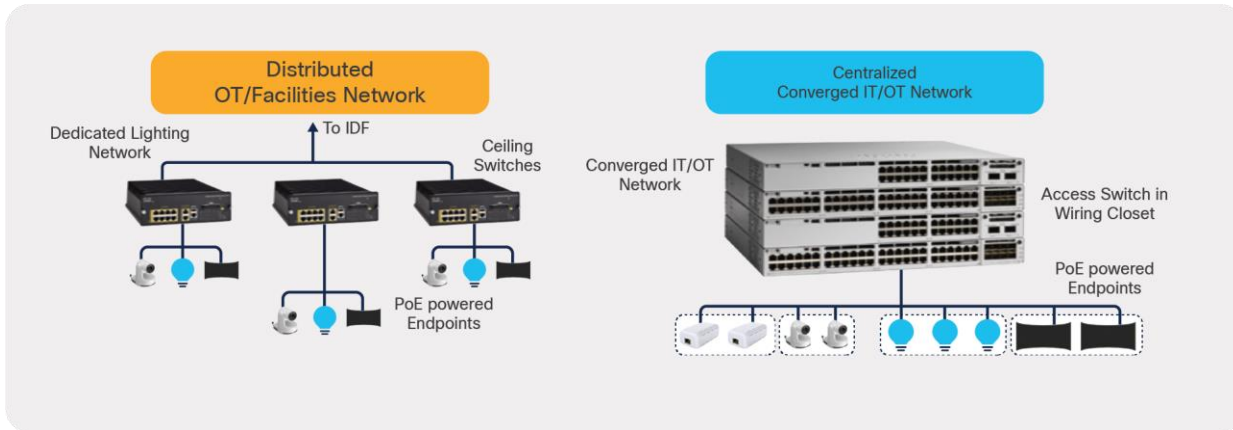 Distributed
OT/Facilities Network
To IDF
Dedicated Lighting
Network
Ceiling
Switches
PoE powered
Endpoints
Centralized
Converged IT/OT Network
Converged IT/OT
Network
Access Switch in
Wiring Closet
PoE powered
Endpoints